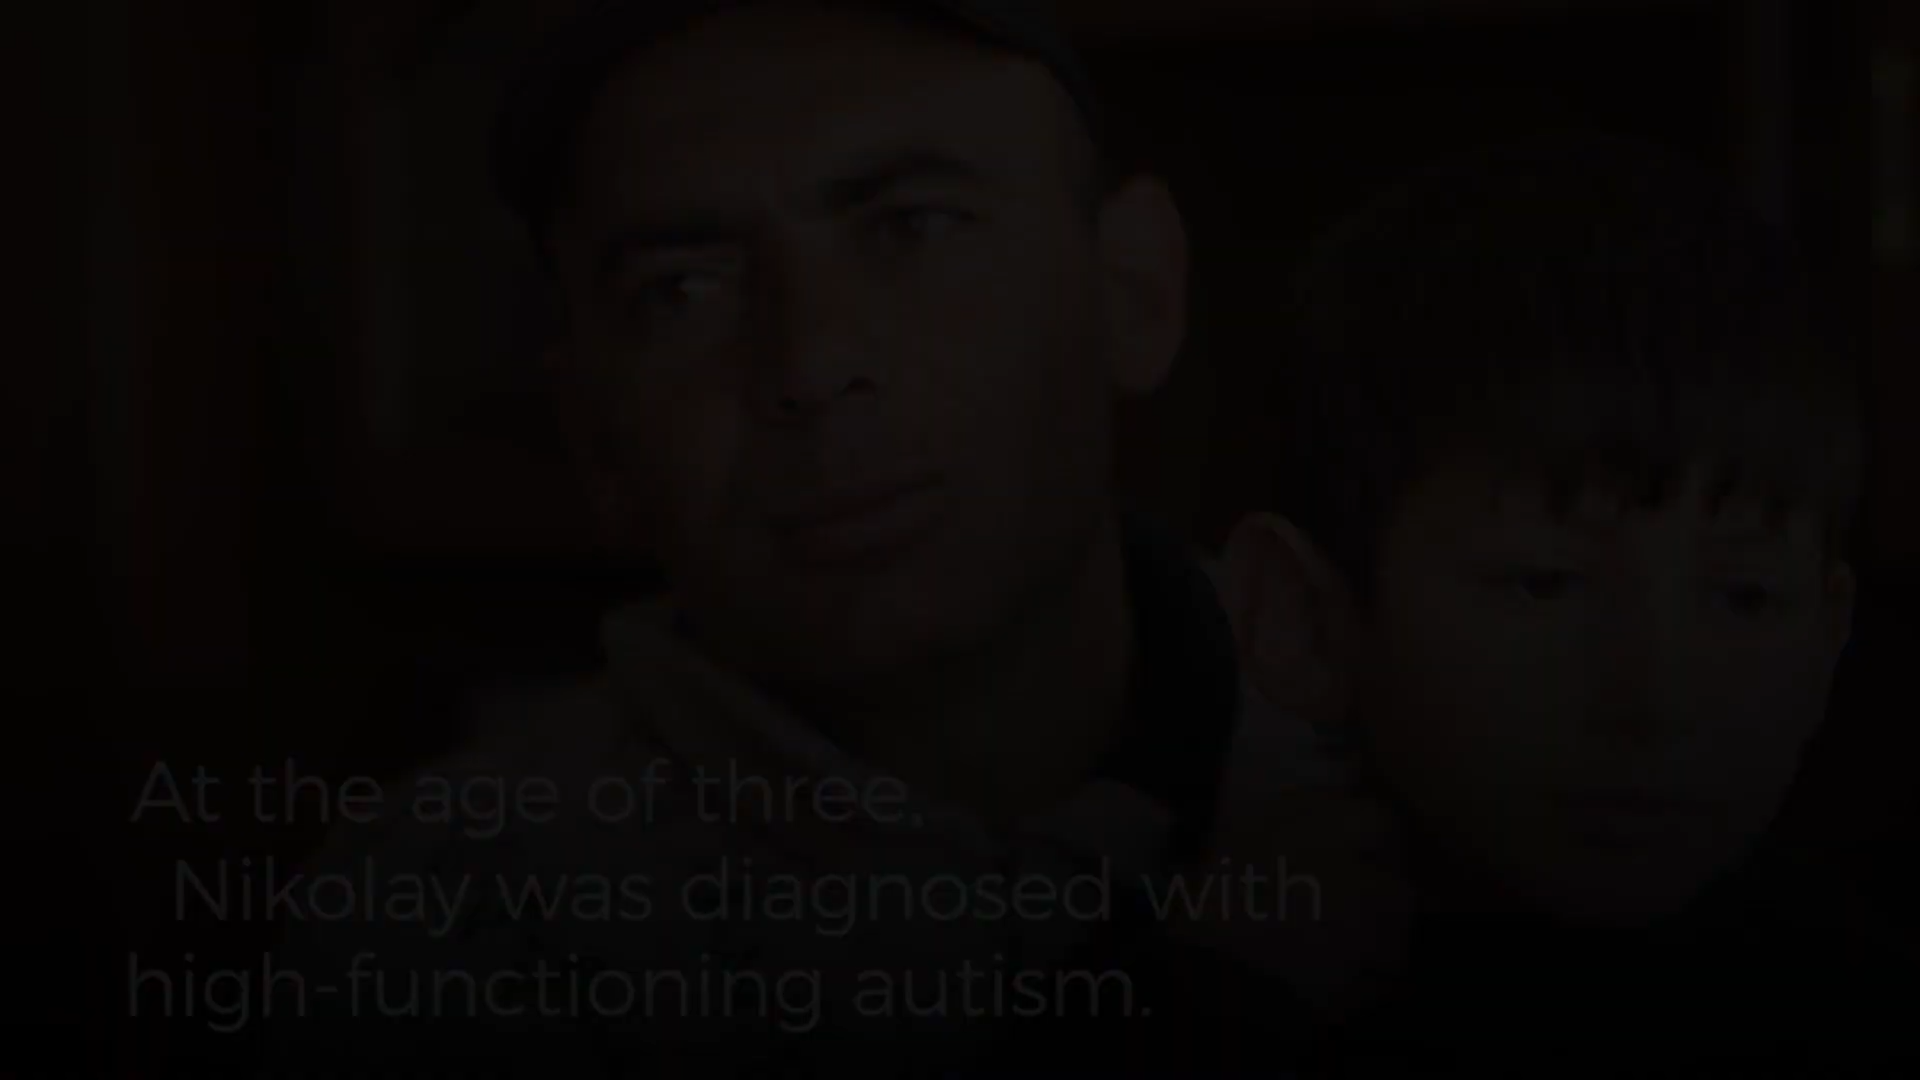 At the age of three,
Nikolay was diagnosed with
high-functioning autism.